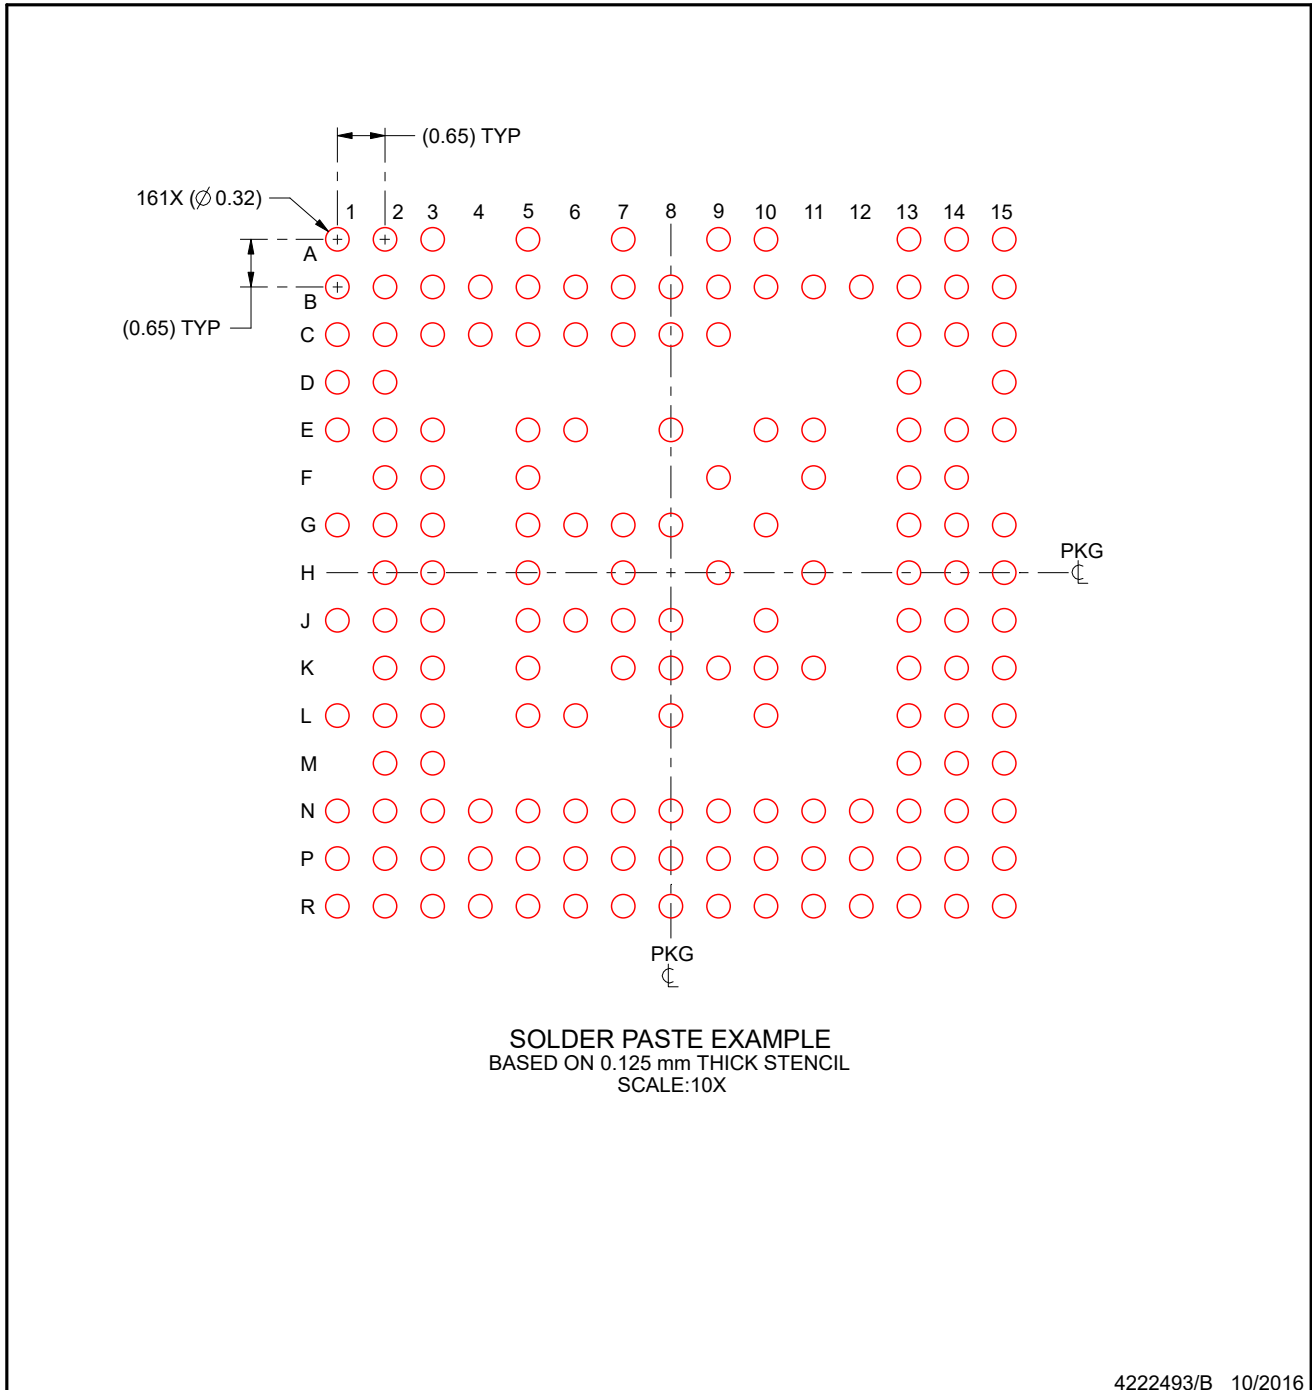 (0.65) TYP
161X (∅ 0.32)
1 2 3 4 5 6 7 8 9 10 11 12 13 14 15
A
B
(0.65) TYP
C
D
E
F
G
PKG
H
℄
J
K
L
M
N
P
R
PKG
℄
SOLDER PASTE EXAMPLE
BASED ON 0.125 mm THICK STENCIL
SCALE:10X
4222493/B 10/2016